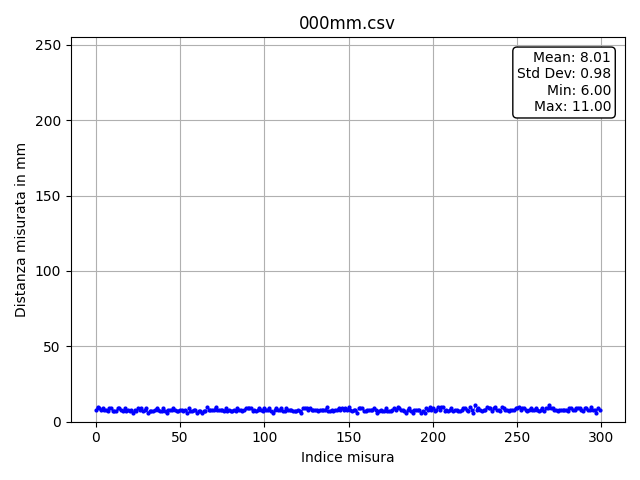 000mm.csv
Mean: 8.01
Std Dev: 0.98
Min: 6.00
Max: 11.00
Distanza misurata in mm
250
200
150
100
50
0
0 50 100 150 200 250 300
Indice misura